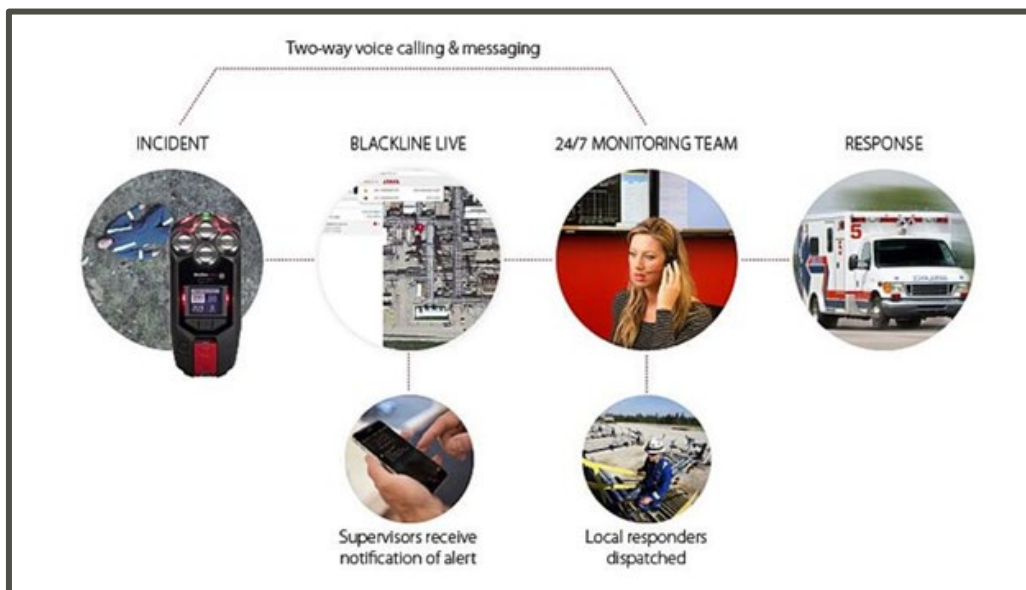 Two-way voice calling & messaging
INCIDENT
BLACKLINE LIVE
24/7 MONITORING TEAM
RESPONSE
5
Supervisors receive
notification of alert
Local responders
dispatched